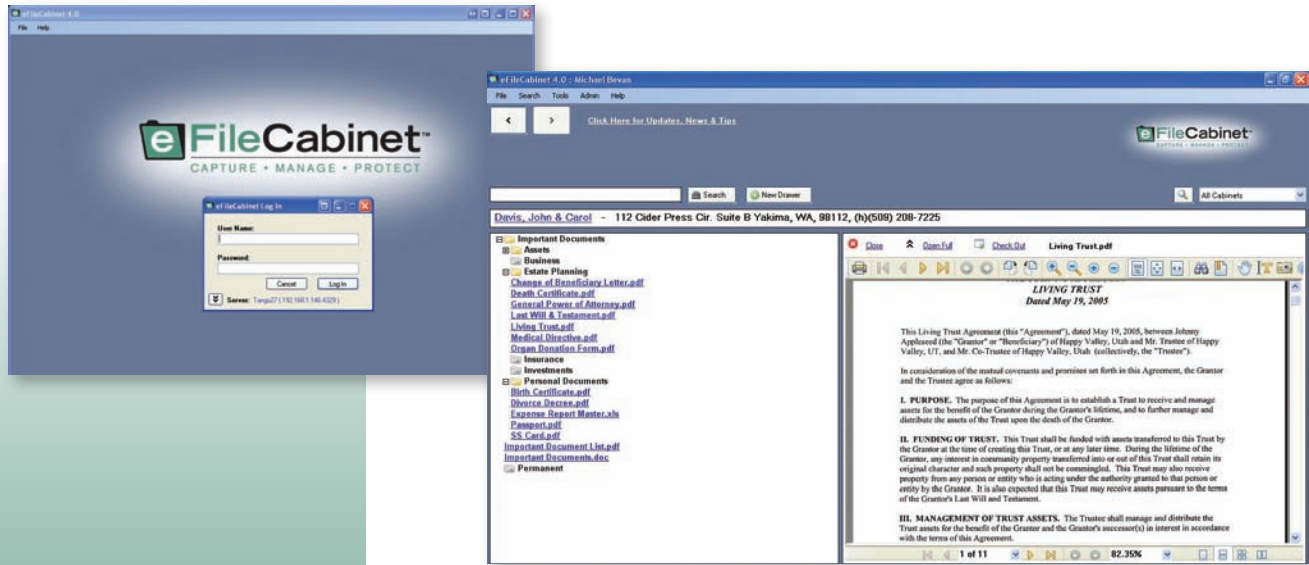 eFileCabinet 4.0
File Help
eFileCabinet™
CAPTURE • MANAGE • PROTECT
eFileCabinet Log In
User Name:
Password:
Cancel Log In
Server:
eFileCabinet 4.0 : Michael Bevan
File Search Tools Admin Help
< > Click Here for Updates, News & Tips
eFileCabinet
CAPTURE • MANAGE • PROTECT
Search New Drawer All Cabinets
Davis, John & Carol - 112 Cider Press Cir. Suite B Yakima, WA, 98112, (h)(509) 208-7225
Important Documents
Assets
Business
Estate Planning
Change of Beneficiary Letter.pdf
Death Certificate.pdf
General Power of Attorney.pdf
Last Will & Testament.pdf
Living Trust.pdf
Medical Directive.pdf
Organ Donation Form.pdf
Insurance
Investments
Personal Documents
Birth Certificate.pdf
Divorce Decree.pdf
Expense Report Master.xls
Passport.pdf
SS Card.pdf
Important Document List.pdf
Important Documents.doc
Permanent
Close Open Full Check Out Living Trust.pdf
LIVING TRUST
Dated May 19, 2005
This Living Trust Agreement (this "Agreement"), dated May 19, 2005, between Johnny
Appleseed (the "Grantor" or "Beneficiary") of Happy Valley, Utah and Mr. Trustee of Happy
Valley, UT, and Mr. Co-Trustee of Happy Valley, Utah (collectively, the "Trustee").
In consideration of the mutual covenants and promises set forth in this Agreement, the Grantor
and the Trustee agree as follows:
I. PURPOSE. The purpose of this Agreement is to establish a Trust to receive and manage
assets for the benefit of the Grantor during the Grantor's lifetime, and to further manage and
distribute the assets of the Trust upon the death of the Grantor.
II. FUNDING OF TRUST. This Trust shall be funded with assets transferred to this Trust by
the Grantor at the time of creating this Trust, or at any later time. During the lifetime of the
Grantor, any interest in community property transferred into or out of this Trust shall retain its
original character and such property shall not be commingled. This Trust may also receive
property from any person or entity who is acting under the authority granted to that person or
entity by the Grantor. It is also expected that this Trust may receive assets pursuant to the terms
of the Grantor's Last Will and Testament.
III. MANAGEMENT OF TRUST ASSETS. The Trustee shall manage and distribute the
Trust assets for the benefit of the Grantor and the Grantor's successor(s) in interest in accordance
with the terms of this Agreement.
1 of 11 82.35%